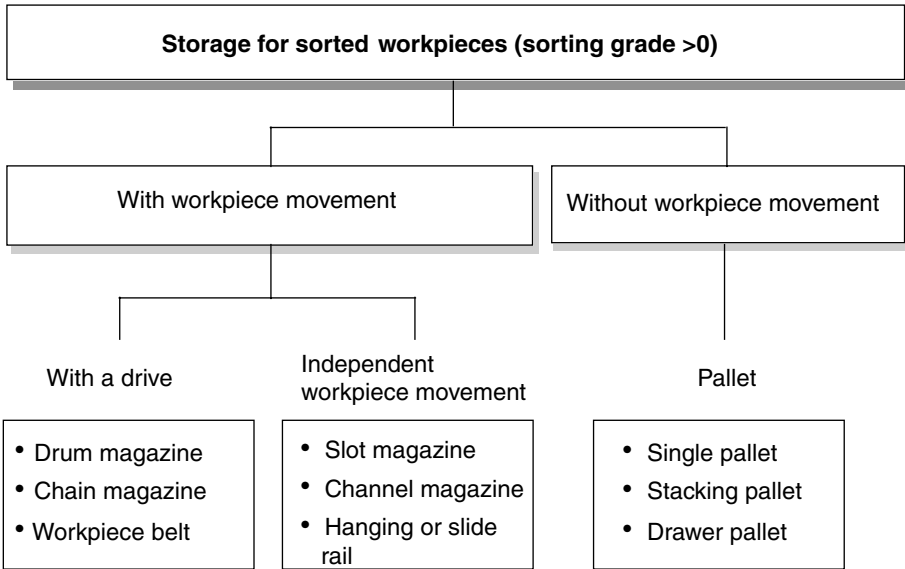 Storage for sorted workpieces (sorting grade >0)
With workpiece movement
Without workpiece movement
With a drive
Independent
workpiece movement
Pallet
• Drum magazine
• Chain magazine
• Workpiece belt
• Slot magazine
• Channel magazine
• Hanging or slide
rail
• Single pallet
• Stacking pallet
• Drawer pallet